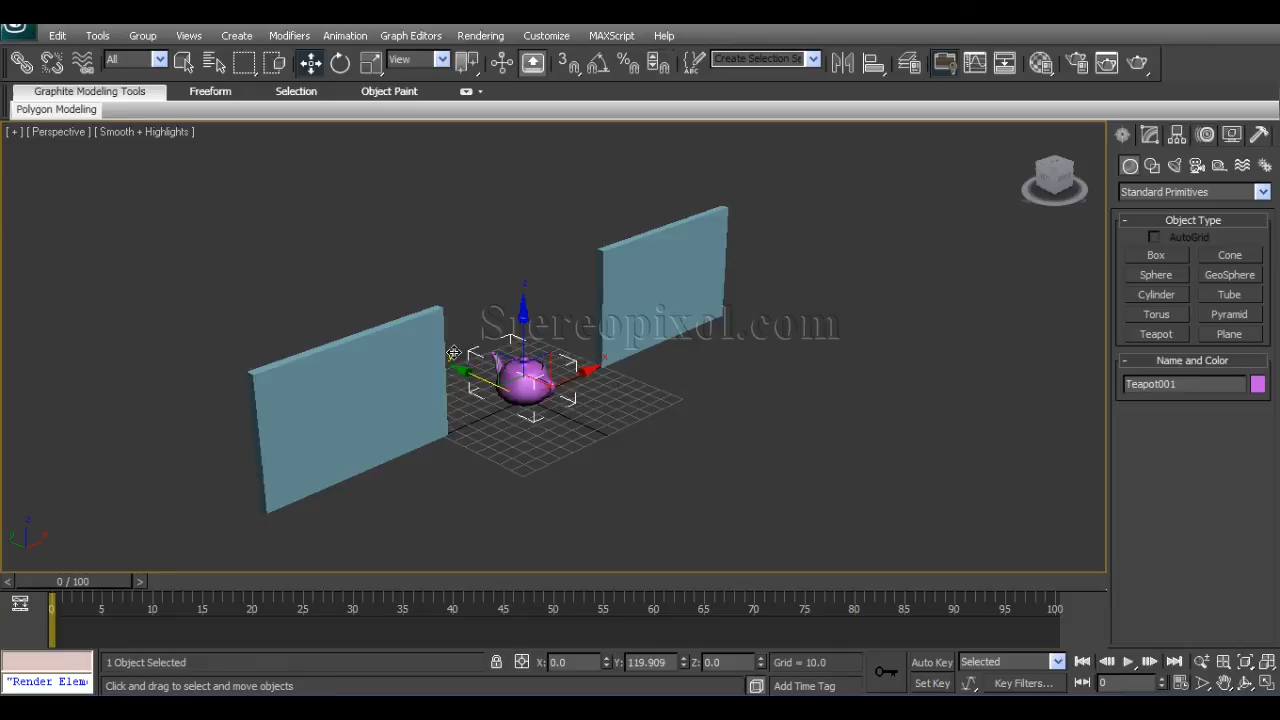 Edit Tools Group Views Create Modifiers Animation Graph Editors Rendering Customize MAXScript Help
All View 3 Create Selection Se
Graphite Modeling Tools Freeform Selection Object Paint
Polygon Modeling
[ + ] [ Perspective ] [ Smooth + Highlights ]
Standard Primitives
- Object Type
AutoGrid
Box Cone
Sphere GeoSphere
Cylinder Tube
Torus Pyramid
Teapot Plane
- Name and Color
Teapot001
z
x
Stereopixol.com
z
y x
< 0 / 100 >
0 5 10 15 20 25 30 35 40 45 50 55 60 65 70 75 80 85 90 95 100
1 Object Selected X: 0.0 Y: 119.909 Z: 0.0 Grid = 10.0 Auto Key Selected
"Render Elem Click and drag to select and move objects Add Time Tag Set Key Key Filters... 0